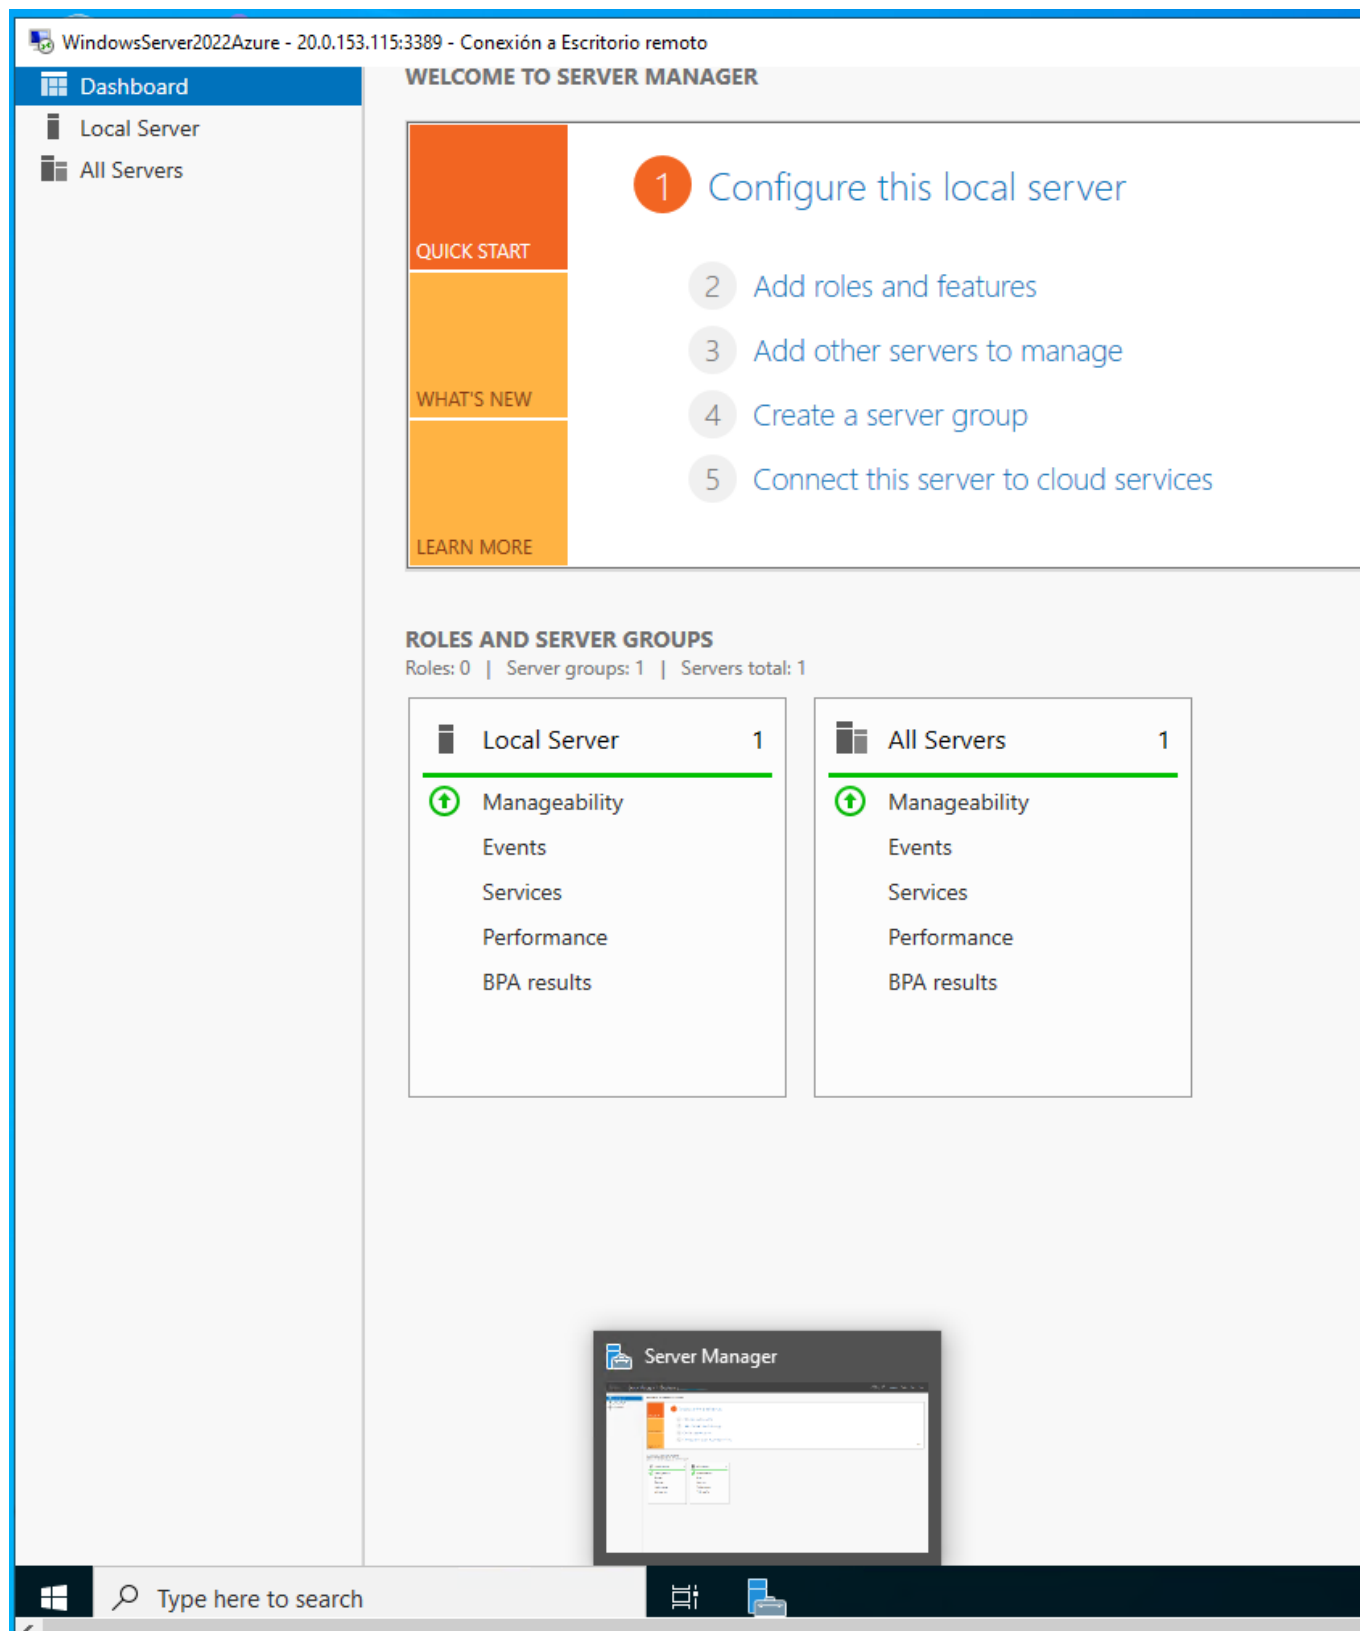 WindowsServer2022Azure - 20.0.153.115:3389 - Conexión a Escritorio remoto
Dashboard
Local Server
All Servers
WELCOME TO SERVER MANAGER
QUICK START
WHAT'S NEW
LEARN MORE
1 Configure this local server
2 Add roles and features
3 Add other servers to manage
4 Create a server group
5 Connect this server to cloud services
ROLES AND SERVER GROUPS
Roles: 0 | Server groups: 1 | Servers total: 1
Local Server 1
Manageability
Events
Services
Performance
BPA results
All Servers 1
Manageability
Events
Services
Performance
BPA results
Server Manager
Type here to search